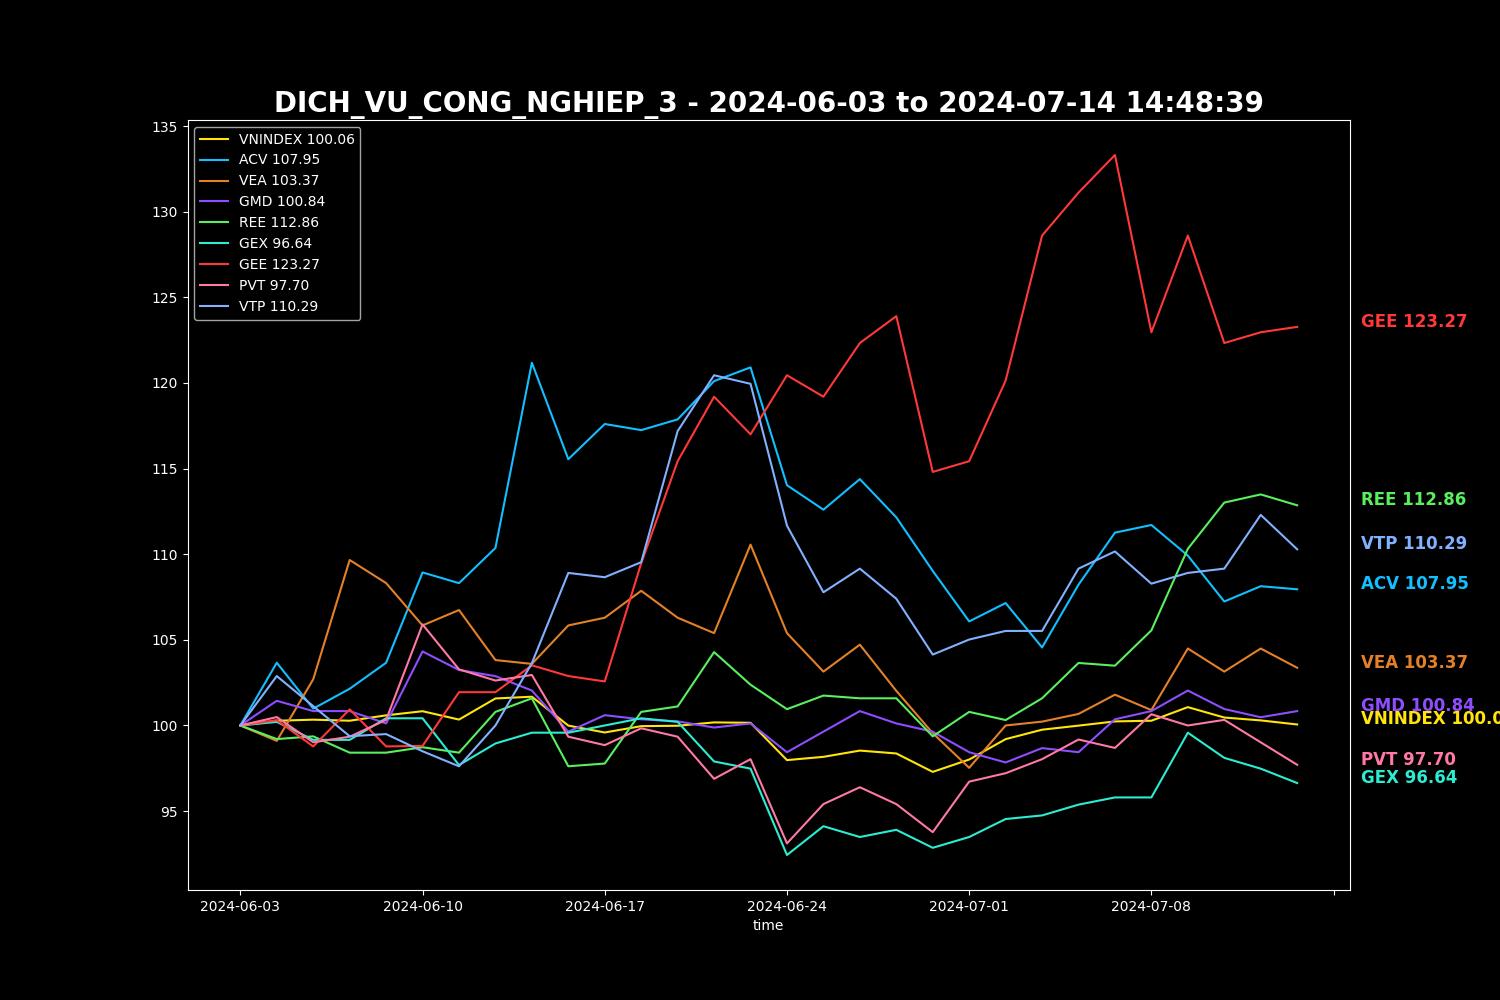 DICH_VU_CONG_NGHIEP_3 - 2024-06-03 to 2024-07-14 14:48:39
135
130
125
120
115
110
105
100
95
VNINDEX 100.06
ACV 107.95
VEA 103.37
GMD 100.84
REE 112.86
GEX 96.64
GEE 123.27
PVT 97.70
VTP 110.29
GEE 123.27
REE 112.86
VTP 110.29
ACV 107.95
VEA 103.37
GMD 100.84
VNINDEX 100.0
PVT 97.70
GEX 96.64
2024-06-03
2024-06-10
2024-06-17
2024-06-24
2024-07-01
2024-07-08
time